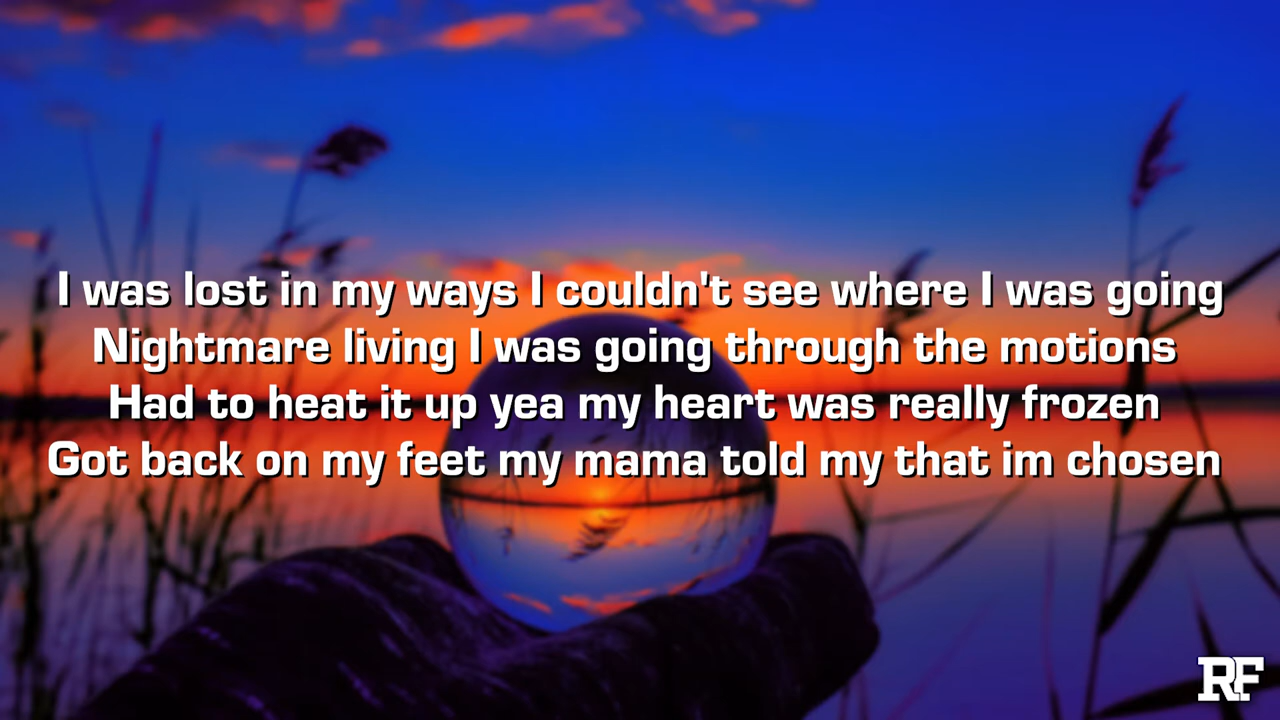 I was lost in my ways I couldn't see where I was going
Nightmare living I was going through the motions
Had to heat it up yea my heart was really frozen
Got back on my feet my mama told my that im chosen
RF